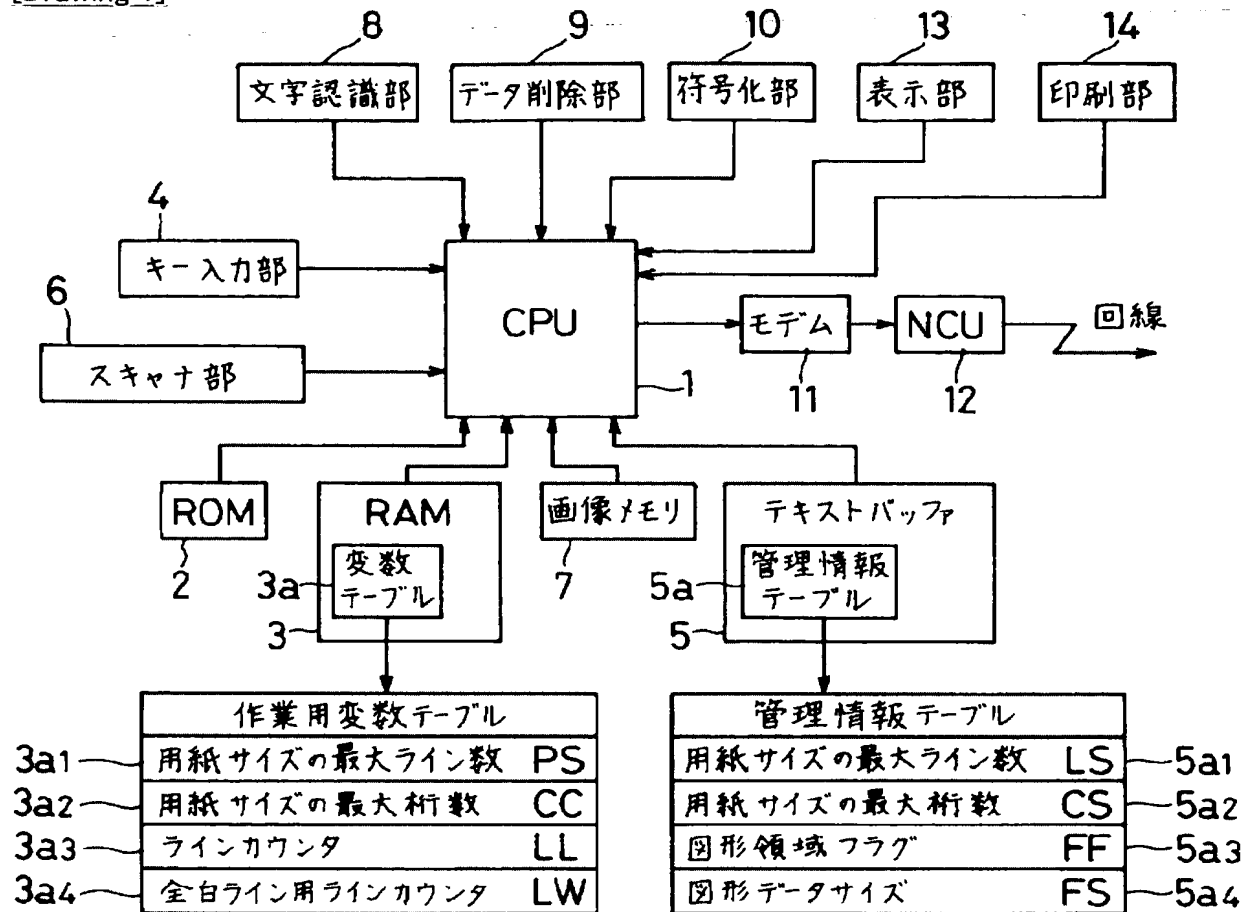 8 9 10 13 14
文字認識部 データ削除部 符号化部 表示部 印刷部
4
キー入力部
6
スキャナ部
CPU
1
モデム
11
NCU
12
回線
ROM
2
RAM
変数
テーブル
3a
3
画像メモリ
7
テキストバッファ
管理情報
テーブル
5a
5
作業用変数テーブル
3a1 用紙サイズの最大ライン数 PS
3a2 用紙サイズの最大桁数 CC
3a3 ラインカウンタ LL
3a4 全白ライン用ラインカウンタ LW
管理情報テーブル
用紙サイズの最大ライン数 LS 5a1
用紙サイズの最大桁数 CS 5a2
図形領域フラグ FF 5a3
図形データサイズ FS 5a4